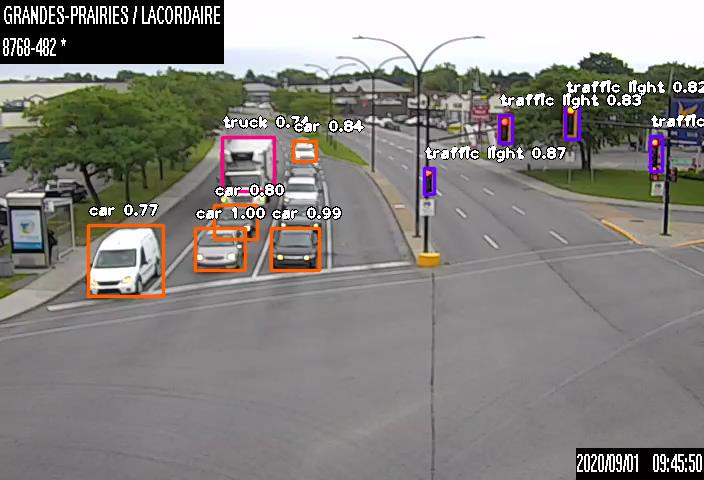 GRANDES-PRAIRIES / LACORDAIRE
8768-482 *
traffic light 0.82
traffic light 0.83
truck 0.74
car 0.84
traffic
traffic light 0.87
car 0.80
car 0.77
car 1.00
car 0.99
2020/09/01 09:45:50